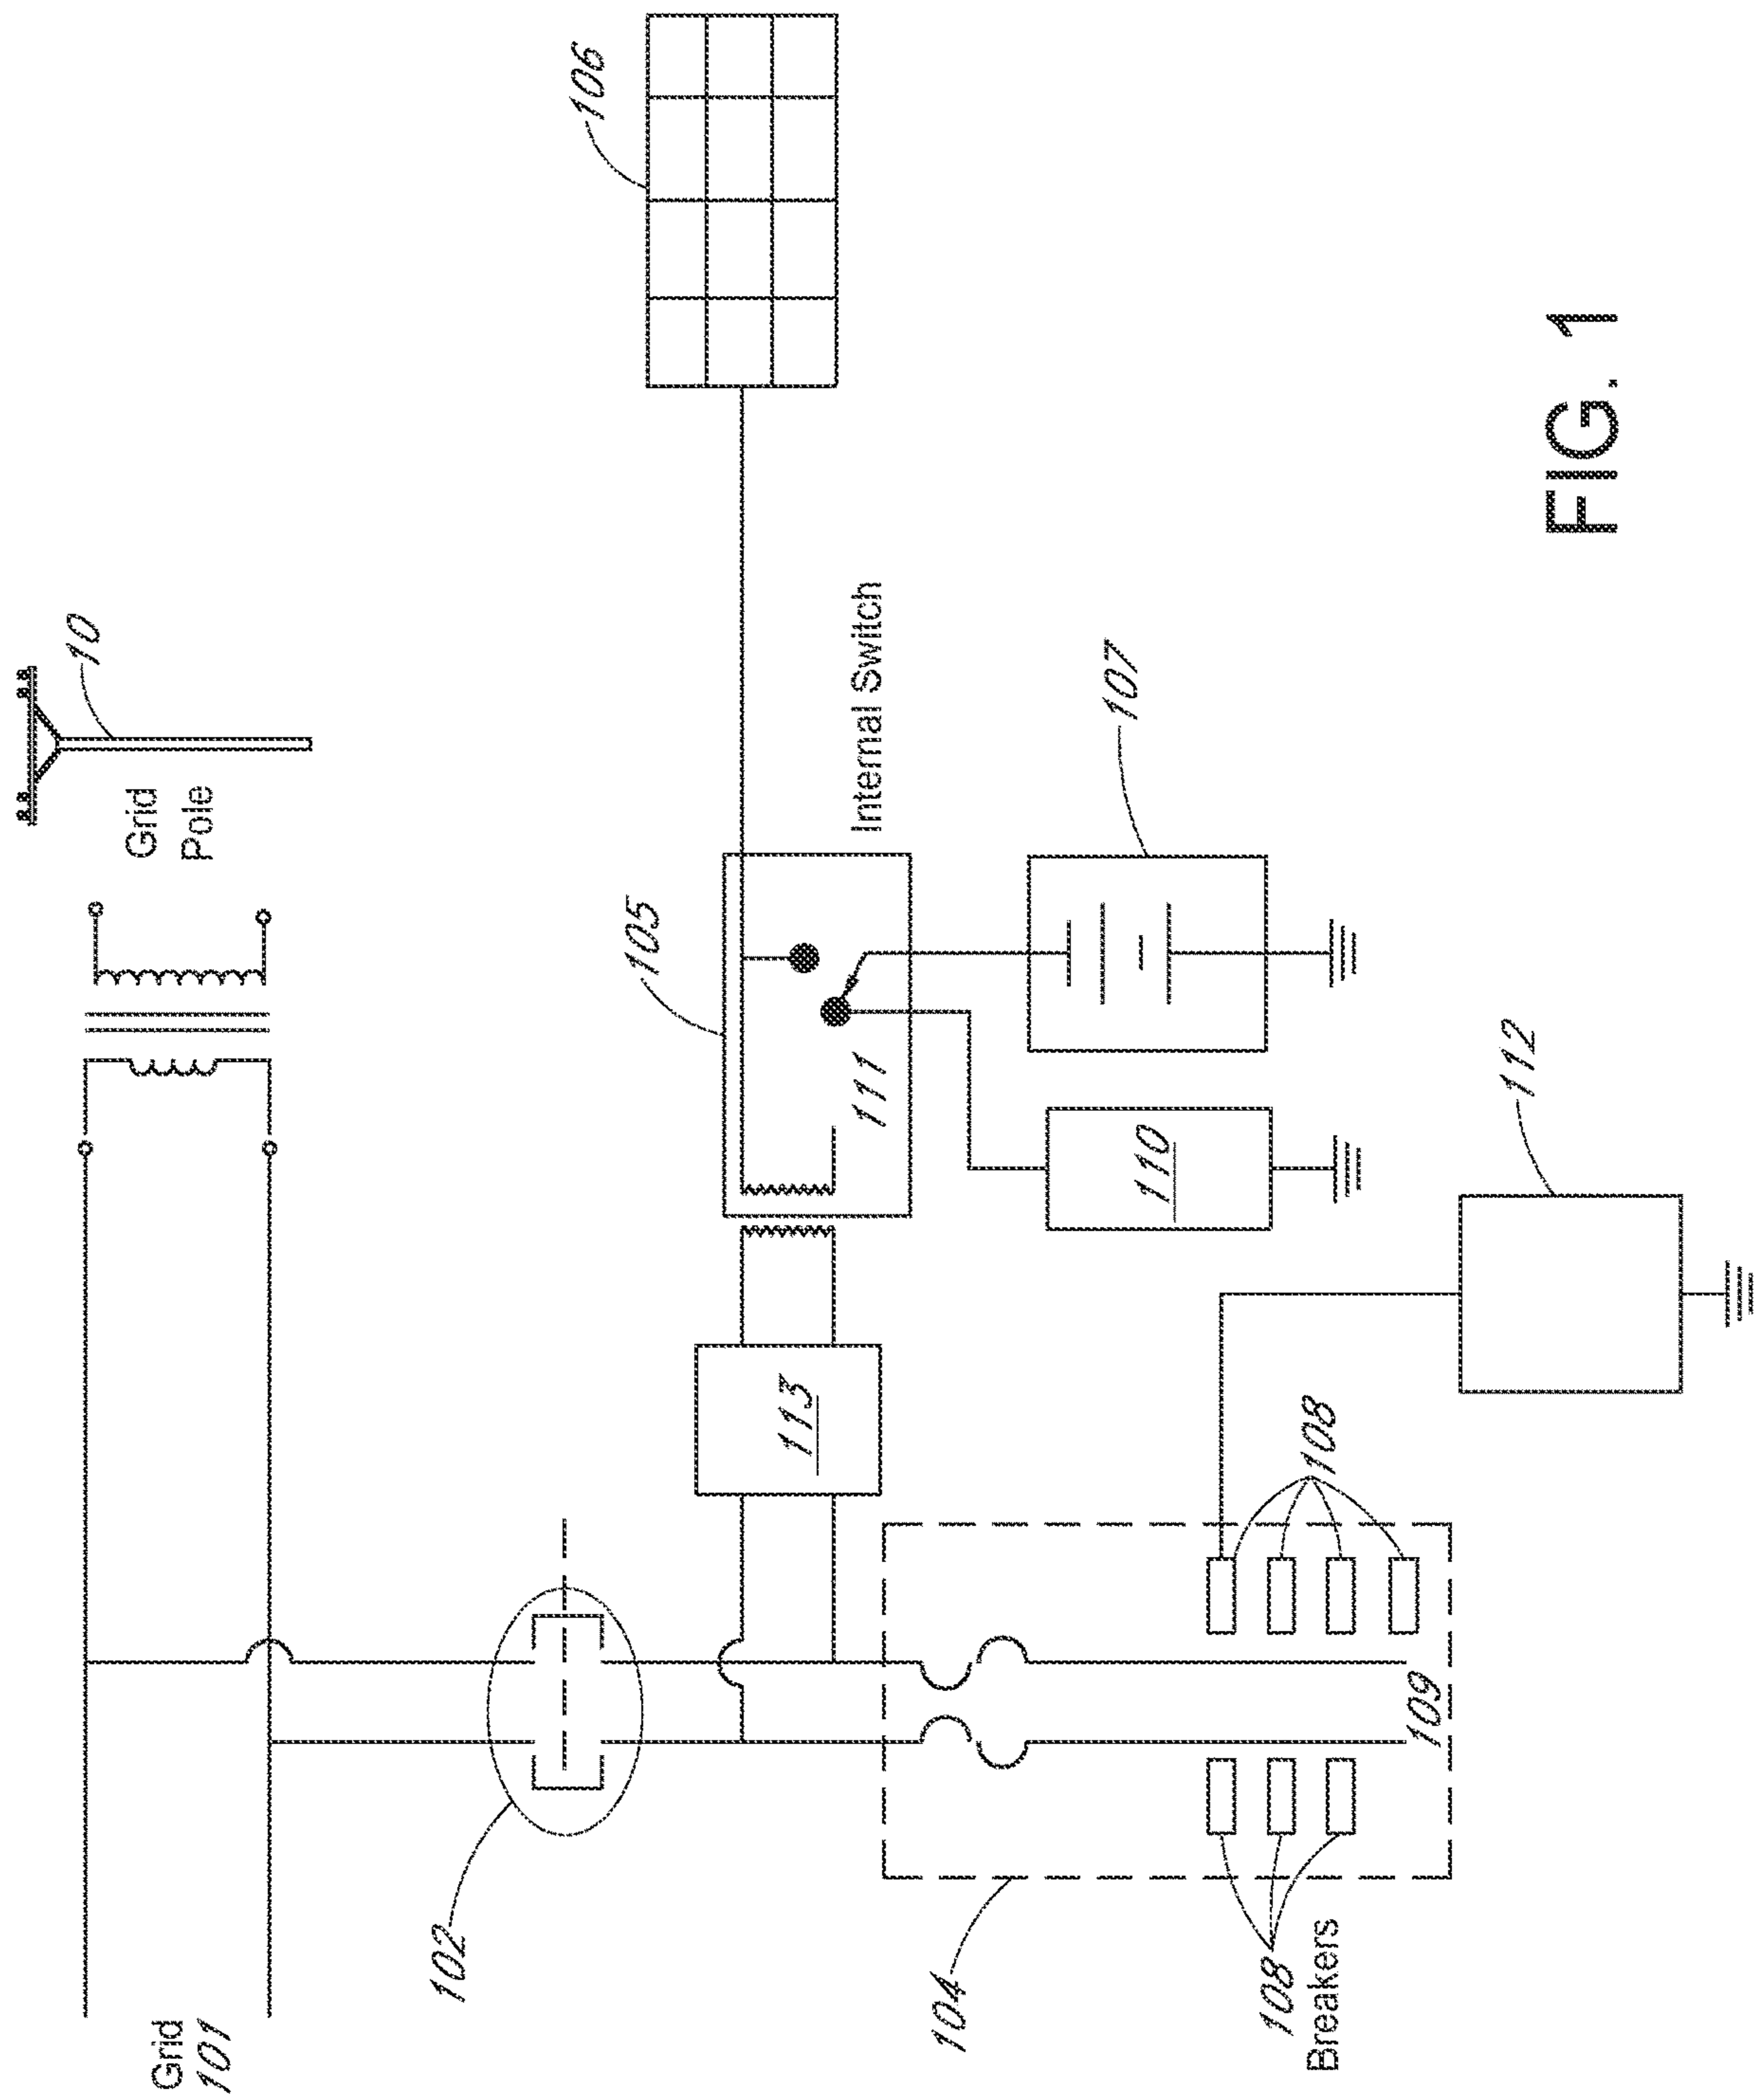 106
10
Grid
Pole
Internal Switch
107
105
111
110
112
113
108
109
102
104
108
Breakers
Grid
101
FIG. 1